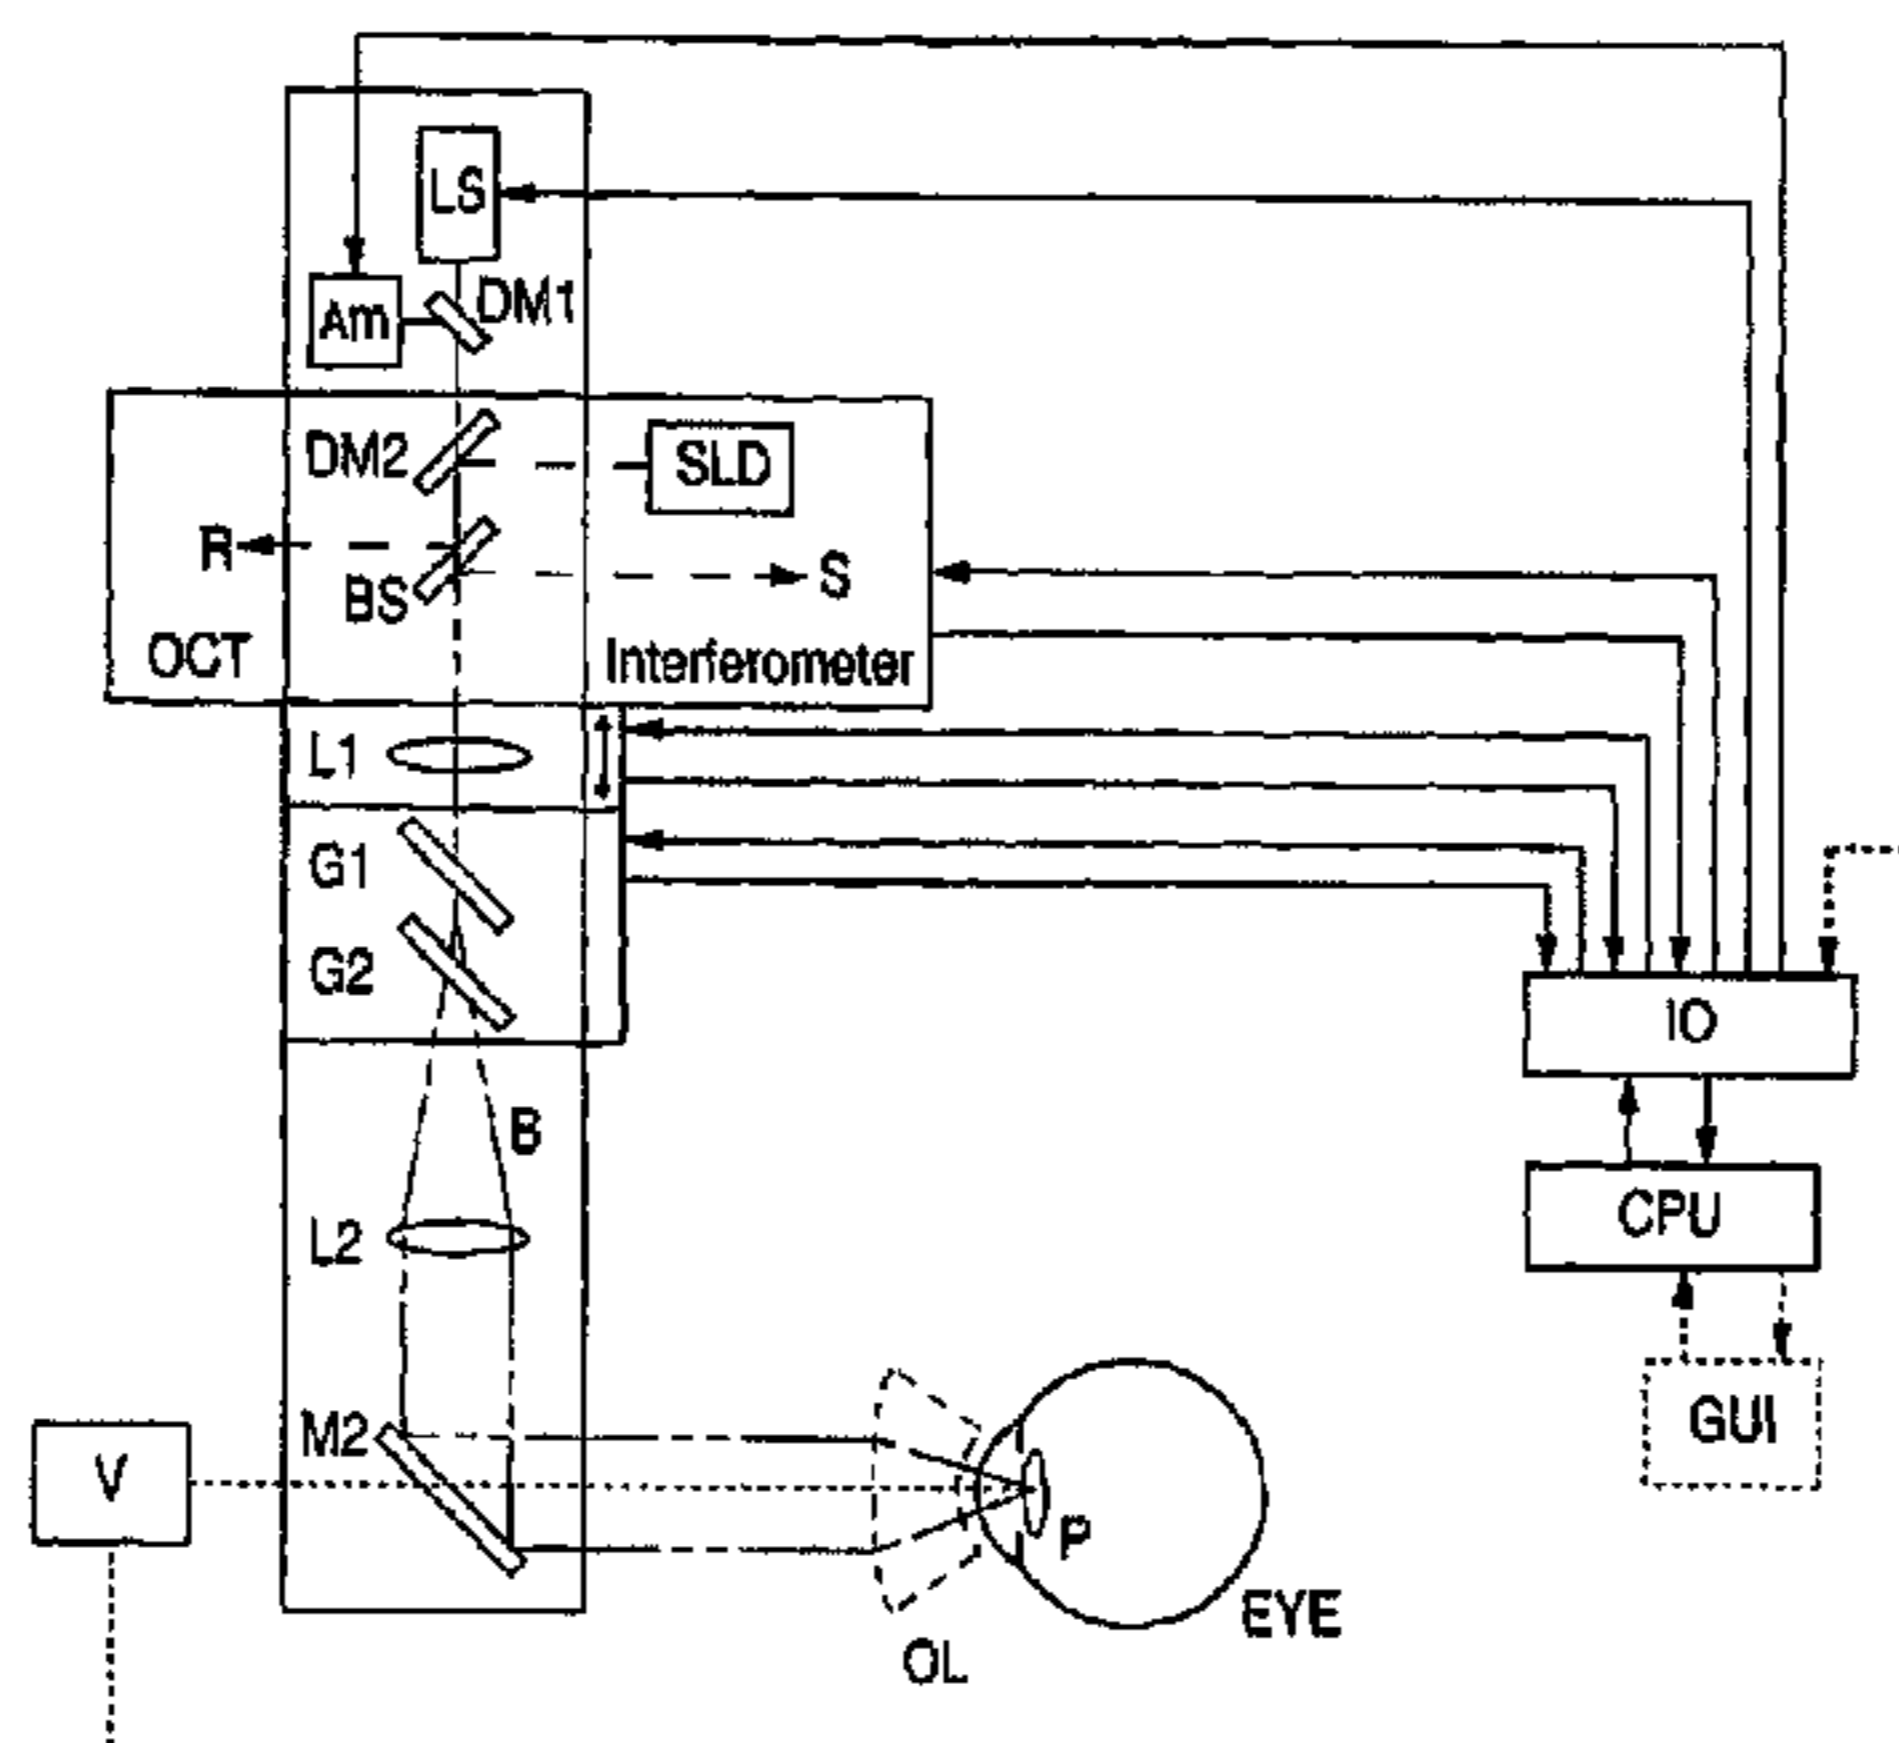 LS
DM1
Am
DM2
SLD
R
S
BS
OCT
Interferometer
L1
G1
G2
IO
B
CPU
L2
GUI
M2
V
P
EYE
OL